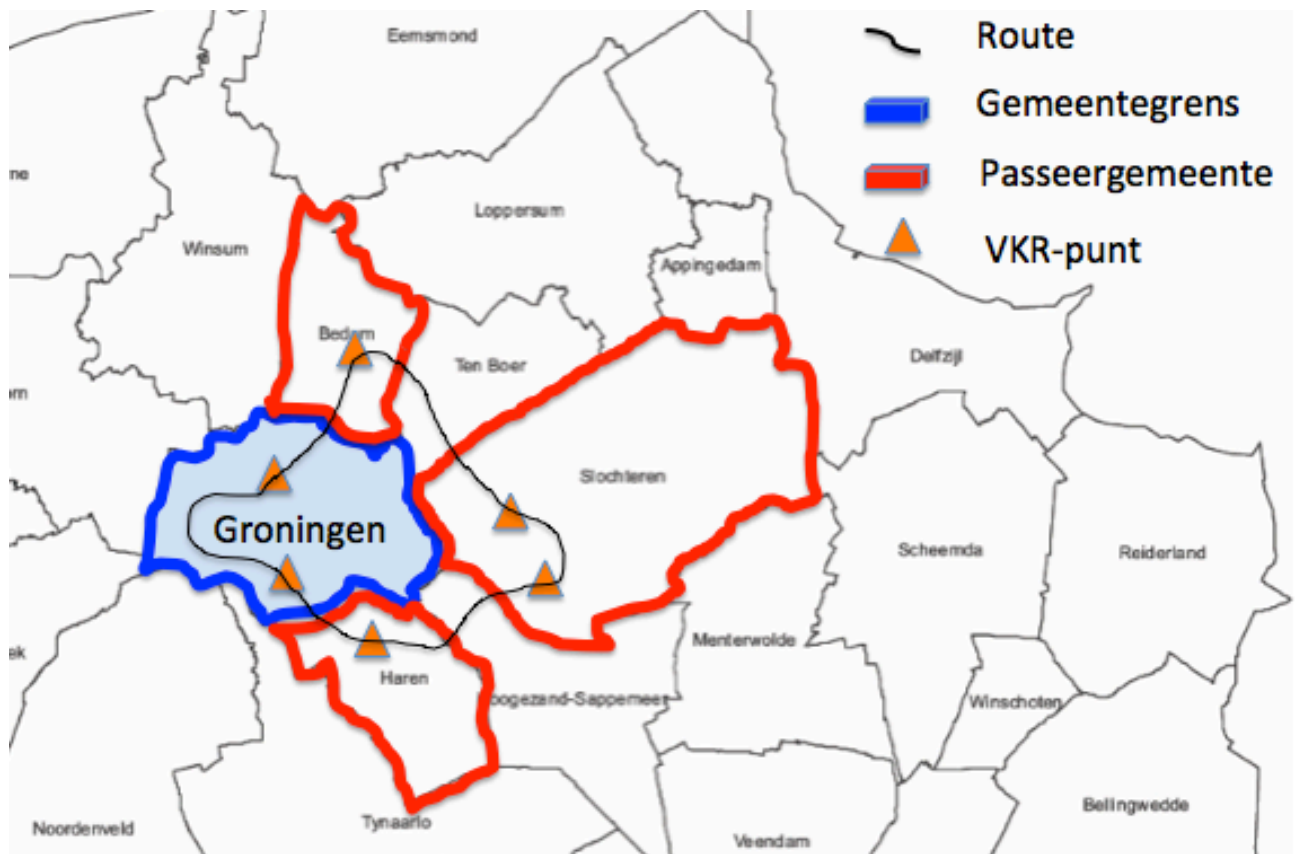 Eemsmond
Route
Gemeentegrens
Passeergemeente
VKR-punt
me
Loppersum
Winsum
Appingedam
Bedum
Ten Boer
Delfzijl
Slochteren
Groningen
Scheemda
Reiderland
Menterwolde
Haren
oogezand-Sappemeer
Winschoten
Bellingwedde
Tynaarlo
Noordenveld
Veendam